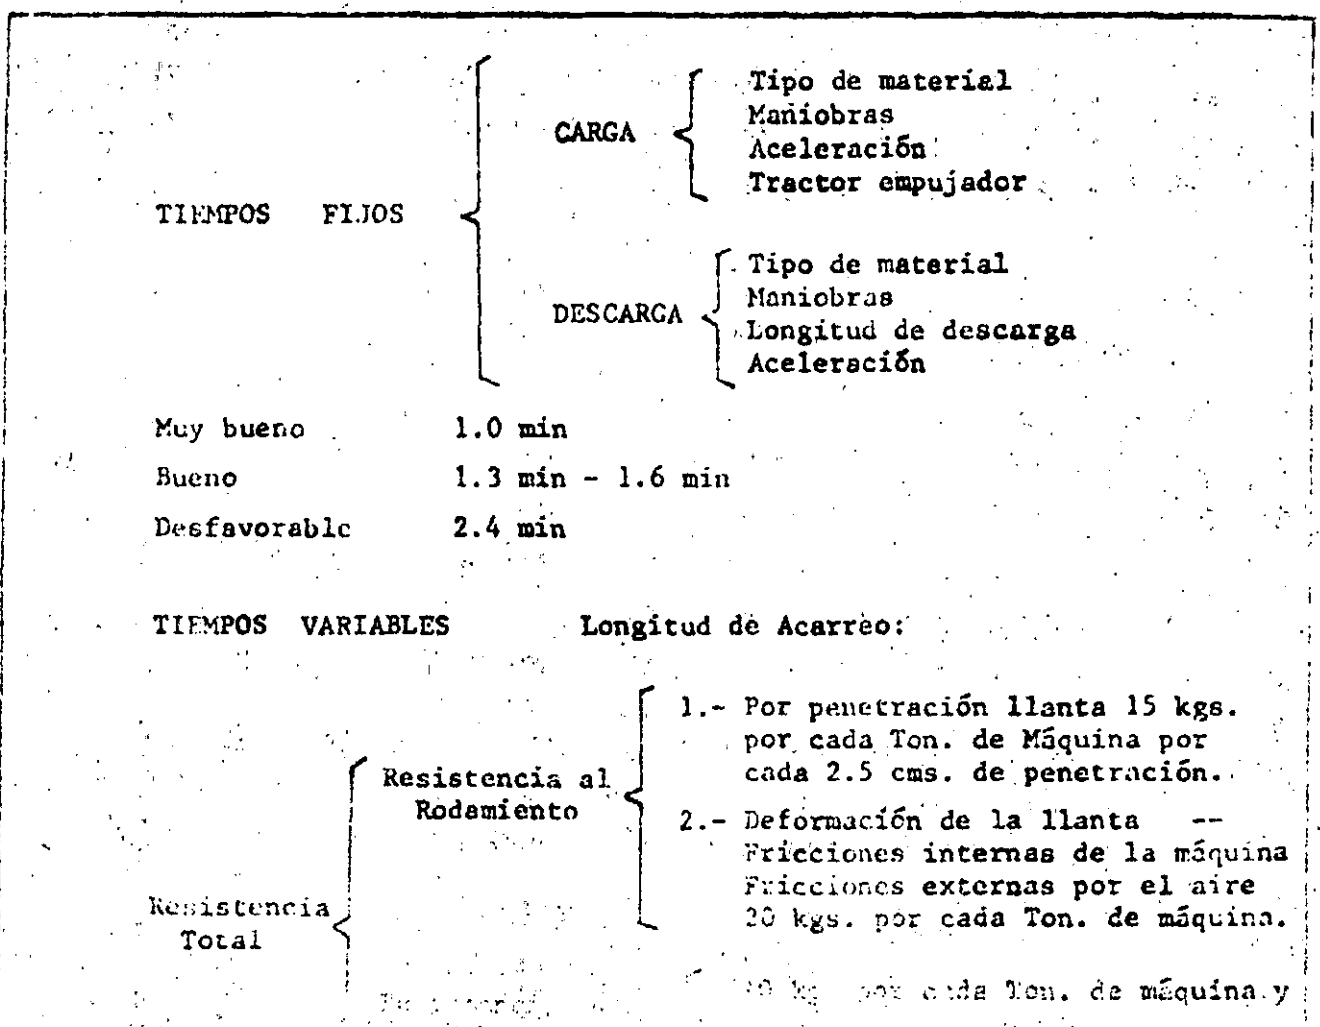 Tipo de material
CARGA Maniobras
Aceleración
Tractor empujador
TIEMPOS FIJOS
Tipo de material
Maniobras
DESCARGA Longitud de descarga
Aceleración
Muy bueno 1.0 min
Bueno 1.3 min - 1.6 min
Desfavorable 2.4 min
TIEMPOS VARIABLES Longitud de Acarreo:
1.- Por penetración llanta 15 kgs.
por cada Ton. de Máquina por
cada 2.5 cms. de penetración.
Resistencia al
Rodamiento
2.- Deformación de la llanta --
Fricciones internas de la máquina
Fricciones externas por el aire
20 kgs. por cada Ton. de máquina.
Resistencia
Total
por cada Ton. de máquina y